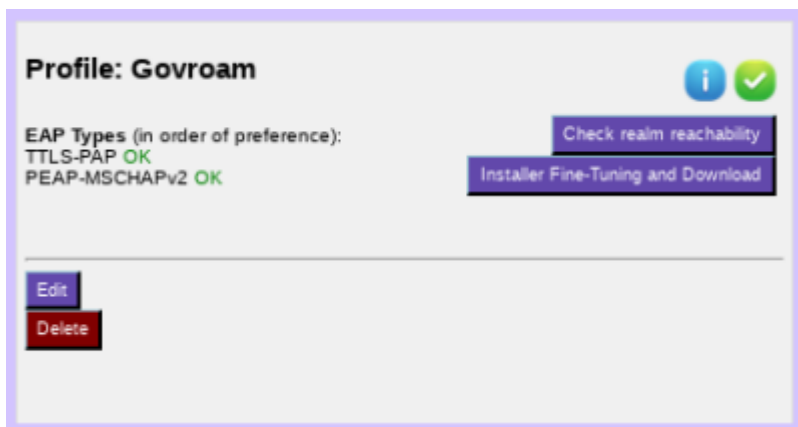 Profile: Govroam
i
EAP Types (in order of preference):
Check realm reachability
TTLS-PAP OK
PEAP-MSCHAPv2 OK
Installer Fine-Tuning and Download
Edit
Delete